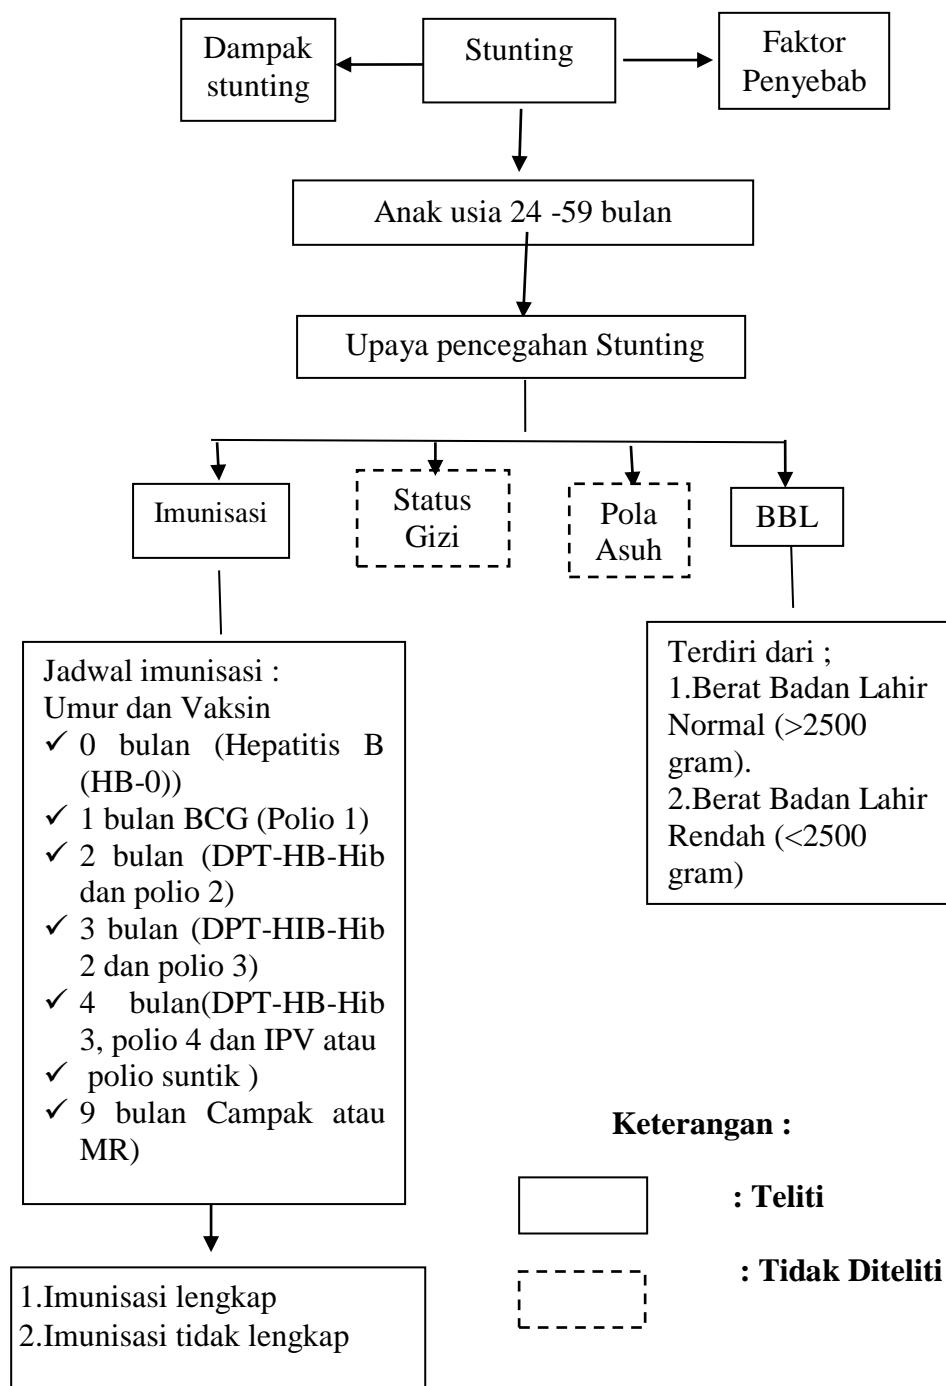 Dampak
stunting
Stunting
Faktor
Penyebab
Anak usia 24 -59 bulan
Upaya pencegahan Stunting
Imunisasi
Status
Gizi
Pola
Asuh
BBL
Jadwal imunisasi :
Umur dan Vaksin
✓ 0 bulan (Hepatitis B
(HB-0))
✓ 1 bulan BCG (Polio 1)
✓ 2 bulan (DPT-HB-Hib
dan polio 2)
✓ 3 bulan (DPT-HIB-Hib
2 dan polio 3)
✓ 4 bulan(DPT-HB-Hib
3, polio 4 dan IPV atau
✓ polio suntik )
✓ 9 bulan Campak atau
MR)
Terdiri dari ;
1.Berat Badan Lahir
Normal (>2500
gram).
2.Berat Badan Lahir
Rendah (<2500
gram)
1.Imunisasi lengkap
2.Imunisasi tidak lengkap
Keterangan :
: Teliti
: Tidak Diteliti